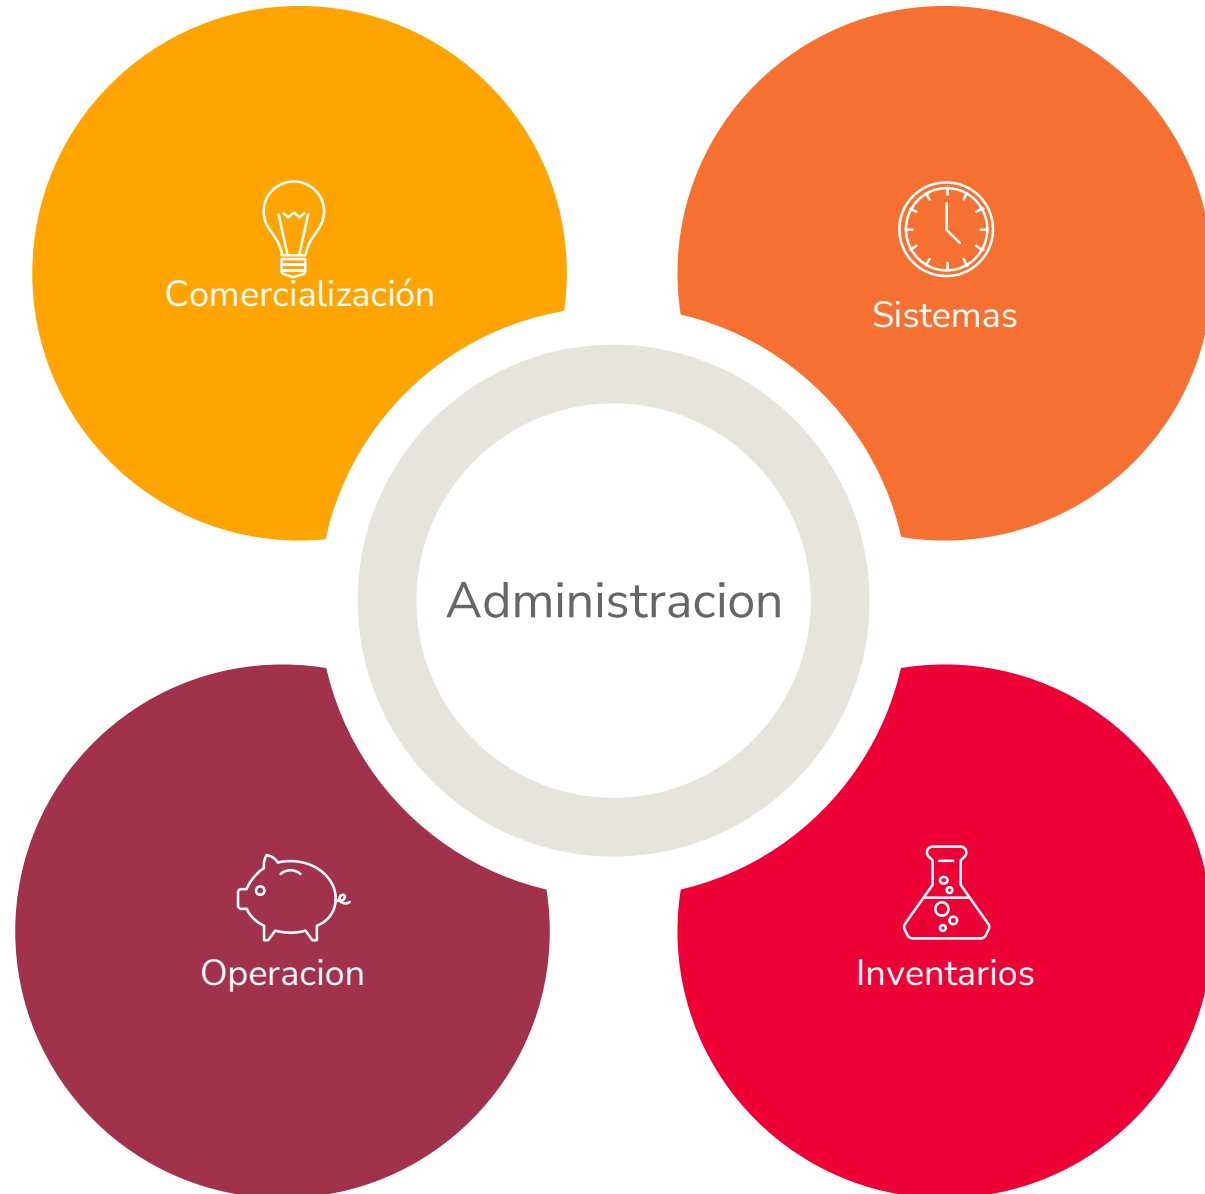 Comercialización
Sistemas
Administracion
Operacion
Inventarios